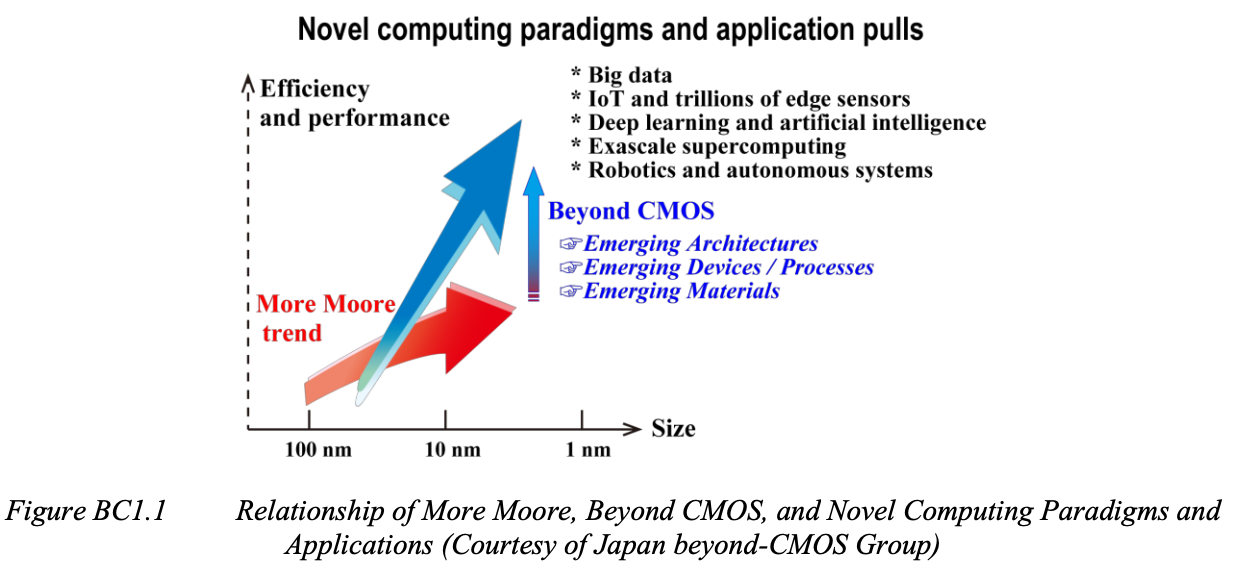 Novel computing paradigms and application pulls
Efficiency
and performance
* Big data
* IoT and trillions of edge sensors
* Deep learning and artificial intelligence
* Exascale supercomputing
* Robotics and autonomous systems
Beyond CMOS
☞Emerging Architectures
☞Emerging Devices / Processes
☞Emerging Materials
More Moore
trend
Size
100 nm
10 nm
1 nm
Figure BC1.1 Relationship of More Moore, Beyond CMOS, and Novel Computing Paradigms and
Applications (Courtesy of Japan beyond-CMOS Group)